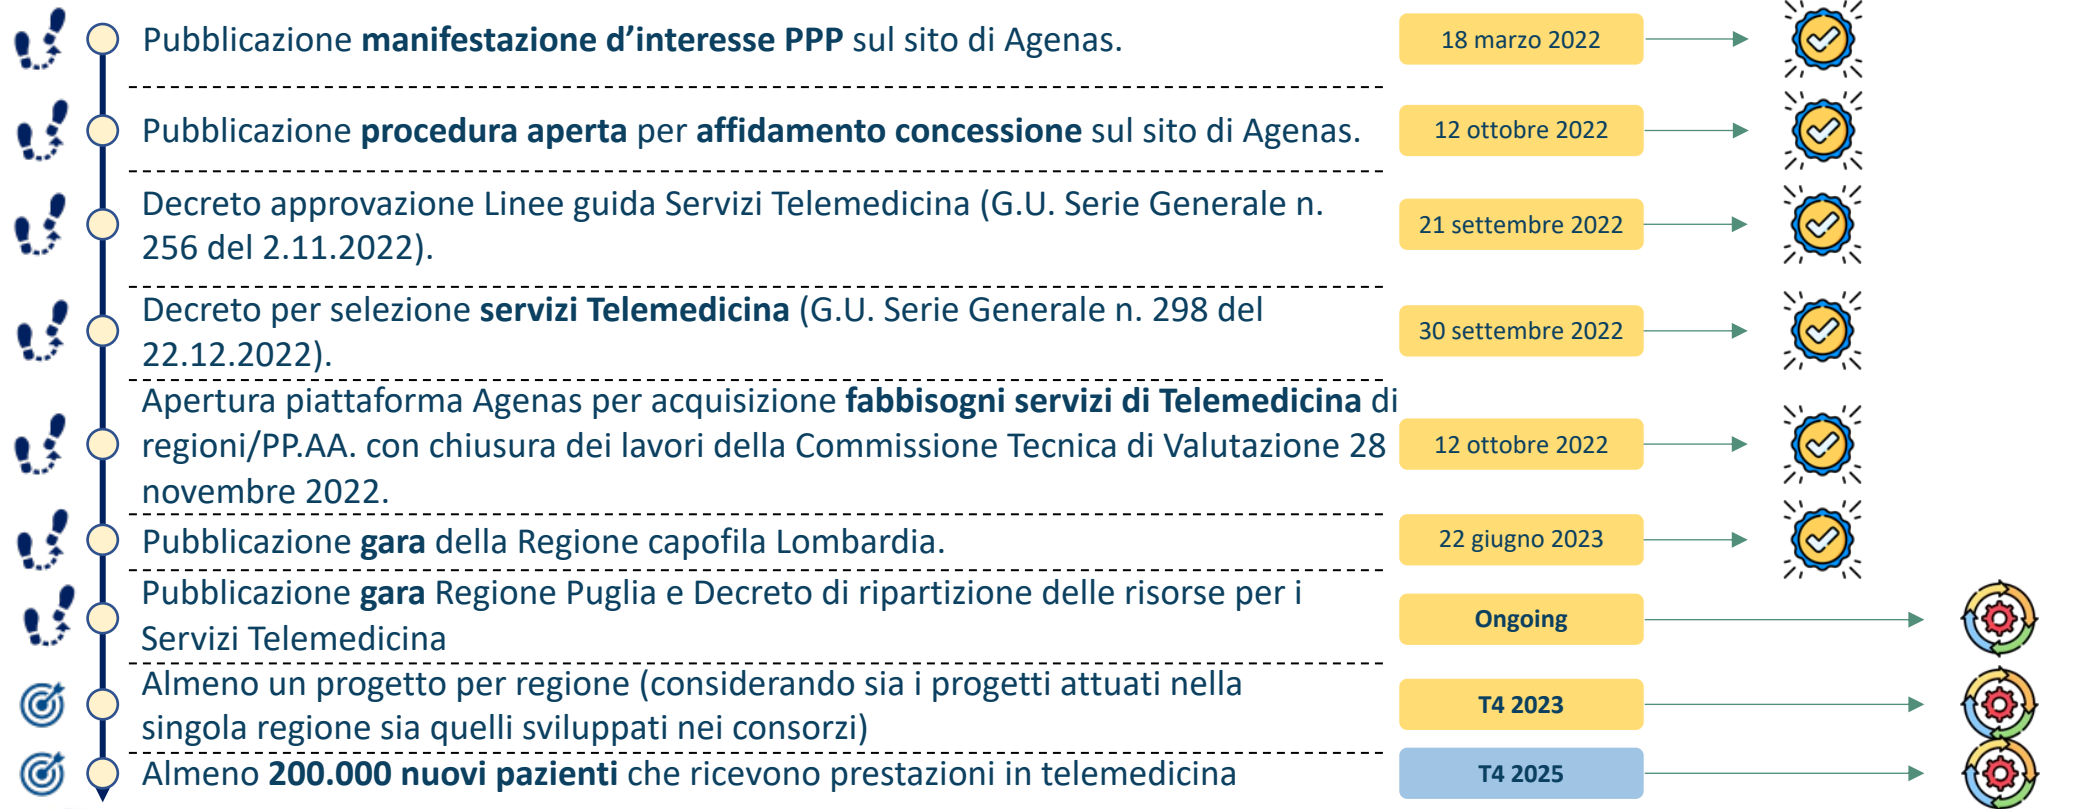 Pubblicazione manifestazione d’interesse PPP sul sito di Agenas.
18 marzo 2022
Pubblicazione procedura aperta per affidamento concessione sul sito di Agenas.
12 ottobre 2022
Decreto approvazione Linee guida Servizi Telemedicina (G.U. Serie Generale n.
256 del 2.11.2022).
21 settembre 2022
Decreto per selezione servizi Telemedicina (G.U. Serie Generale n. 298 del
22.12.2022).
30 settembre 2022
Apertura piattaforma Agenas per acquisizione fabbisogni servizi di Telemedicina di
regioni/PP.AA. con chiusura dei lavori della Commissione Tecnica di Valutazione 28
novembre 2022.
12 ottobre 2022
Pubblicazione gara della Regione capofila Lombardia.
22 giugno 2023
Pubblicazione gara Regione Puglia e Decreto di ripartizione delle risorse per i
Servizi Telemedicina
Ongoing
Almeno un progetto per regione (considerando sia i progetti attuati nella
singola regione sia quelli sviluppati nei consorzi)
T4 2023
Almeno 200.000 nuovi pazienti che ricevono prestazioni in telemedicina
T4 2025